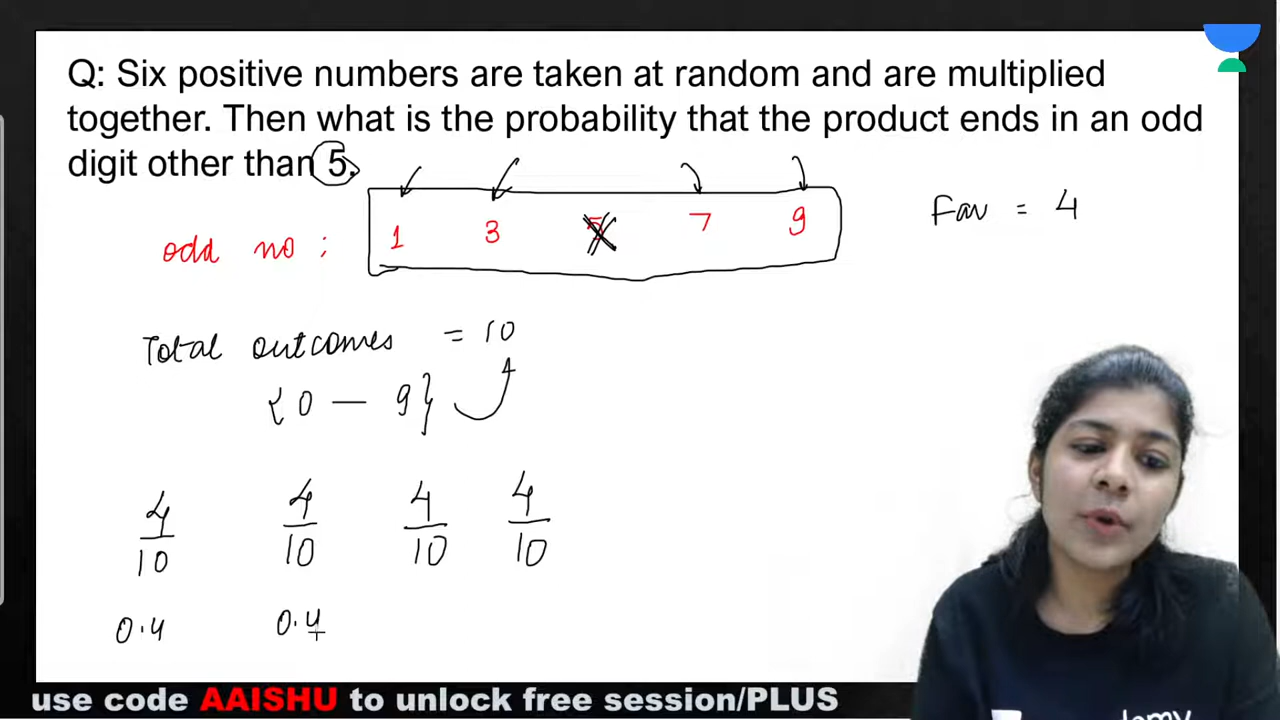 Q: Six positive numbers are taken at random and are multiplied
together. Then what is the probability that the product ends in an odd
digit other than 5.
odd no : 1 3 5 7 9
Fav = 4
Total outcomes = 10
{0 — 9}
4/10 4/10 4/10 4/10
0.4 0.4
use code AAISHU to unlock free session/PLUS